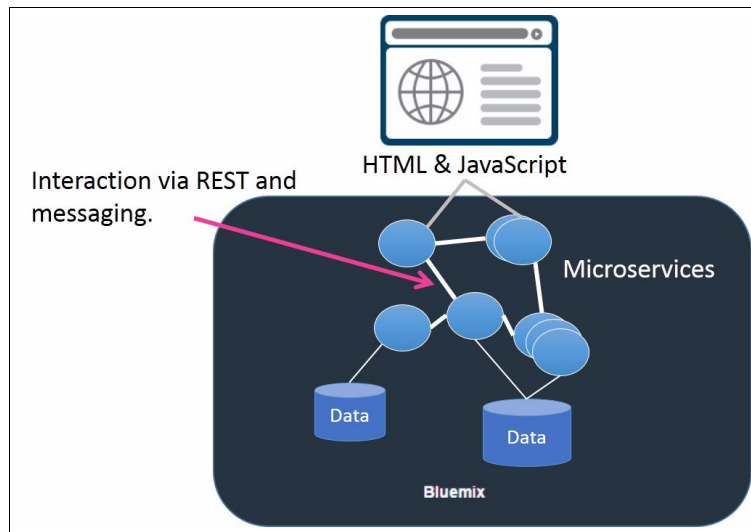 HTML & JavaScript
Interaction via REST and
messaging.
Microservices
Data
Data
Bluemix